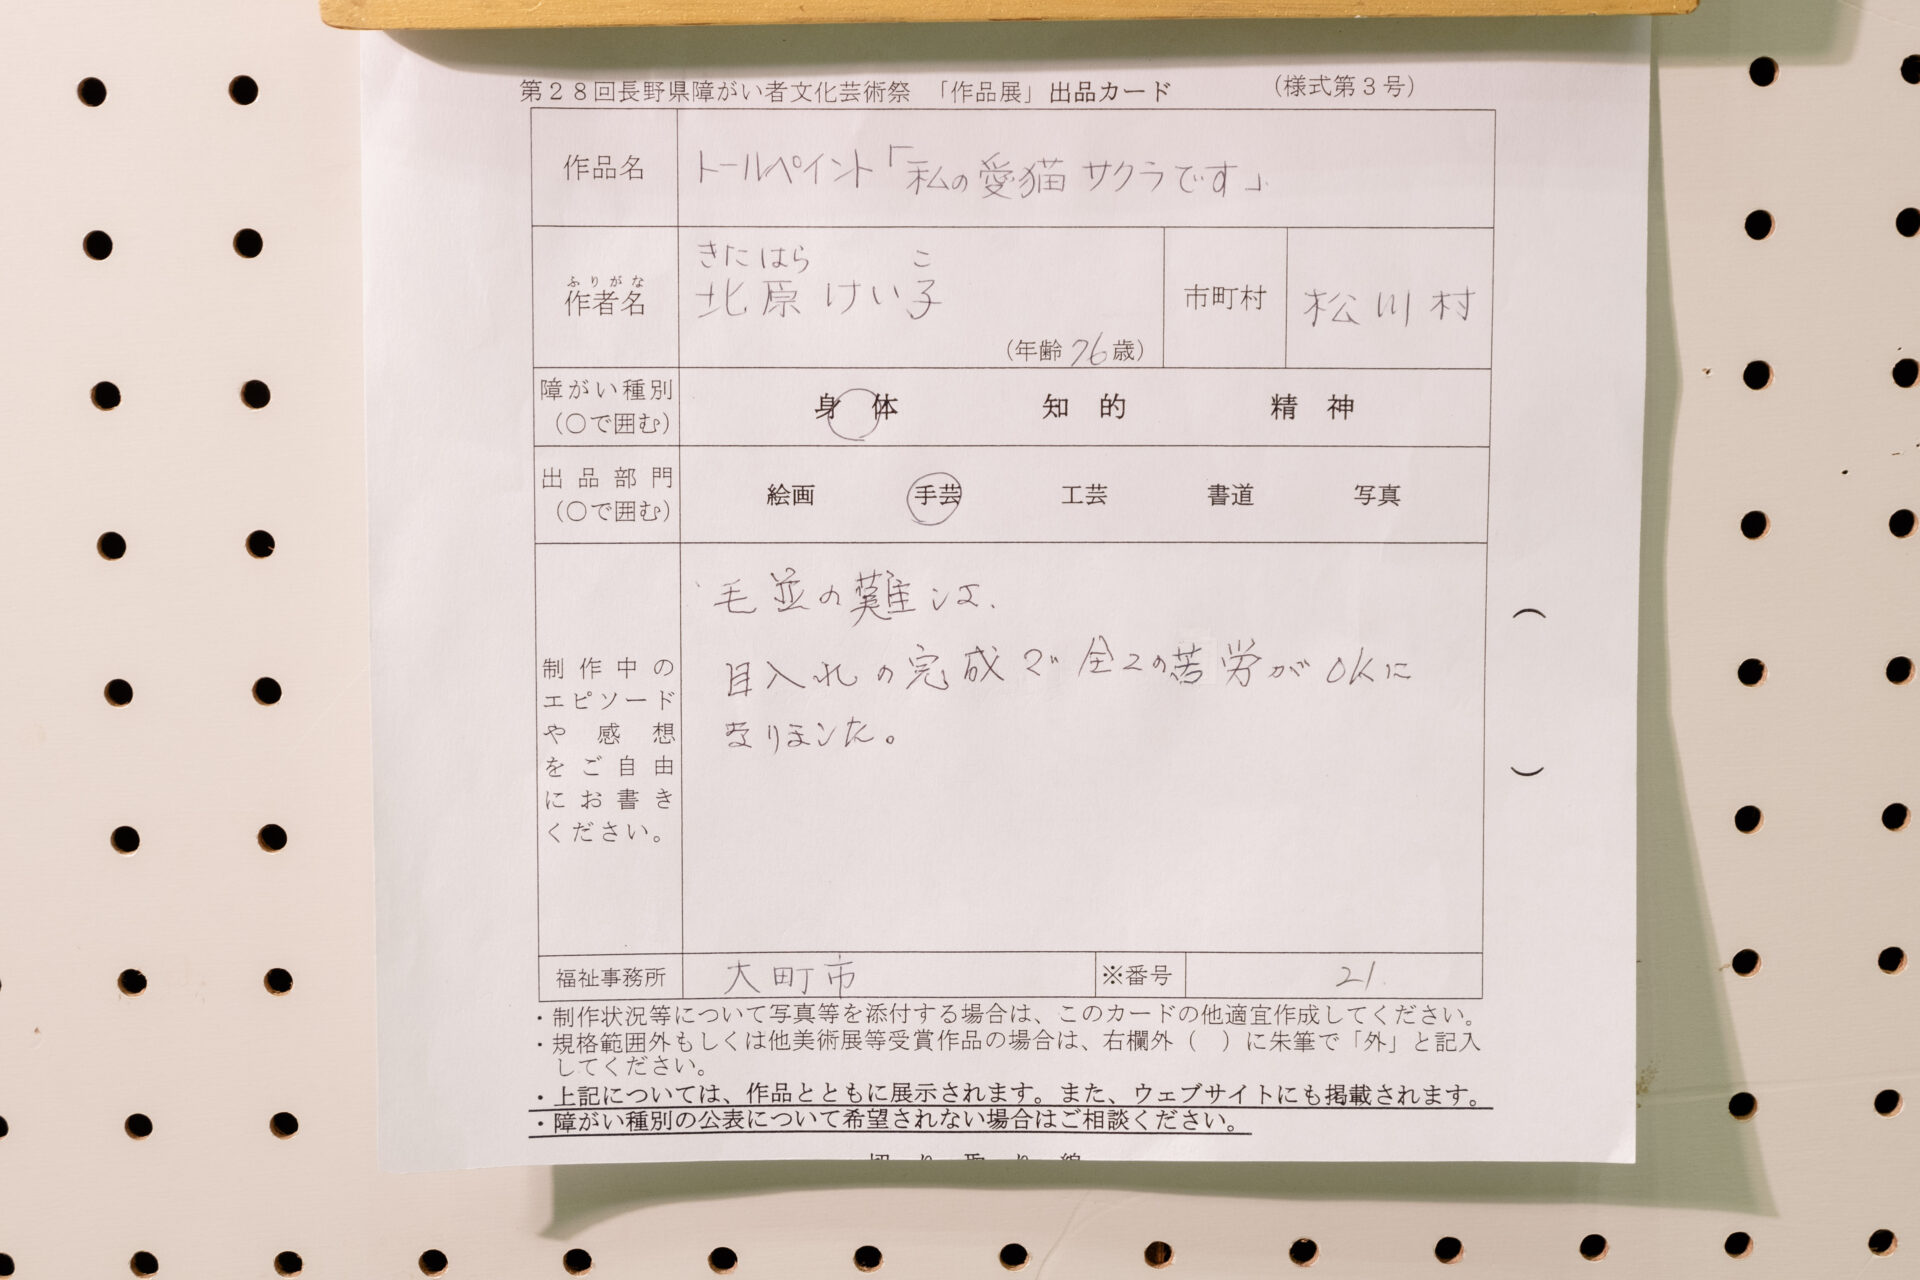 第28回長野県障がい者文化芸術祭 「作品展」出品カード (様式第3号)
作品名 トールペイント「私の愛猫 サクラです」
きたはら こ
ふりがな
作者名 北原けい子 市町村 松川村
(年齢 76歳)
障がい種別
(○で囲む)
身体 知的 精神
出品部門
(○で囲む)
絵画 手芸 工芸 書道 写真
制作中の
エピソード
や感想
をご自由
にお書き
ください。
毛並の難しさ、
目入れの完成で全ての苦労がOKに
なりました。
( )
福祉事務所 大町市 ※番号 21.
・制作状況等について写真等を添付する場合は、このカードの他適宜作成してください。
・規格範囲外もしくは他美術展等受賞作品の場合は、右欄外( )に朱筆で「外」と記入
してください。
・上記については、作品とともに展示されます。また、ウェブサイトにも掲載されます。
・障がい種別の公表について希望されない場合はご相談ください。
切り取り線